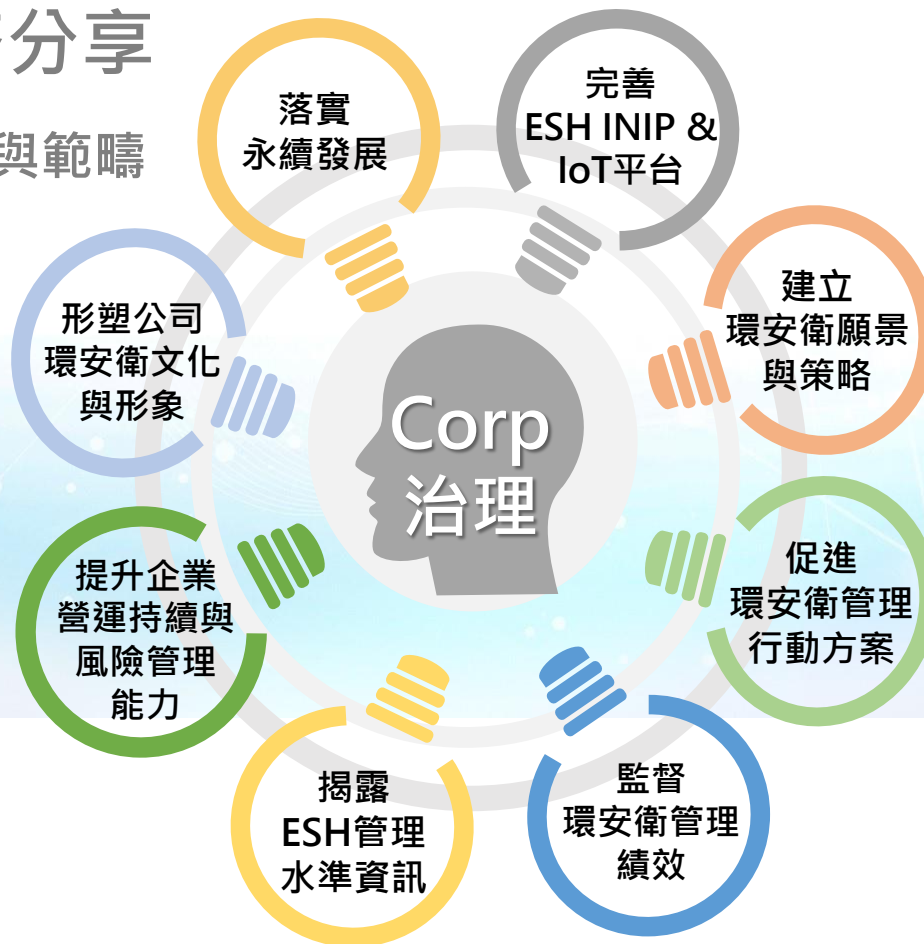 分享
與範疇
落實
永續發展
完善
ESH INIP &
IoT平台
建立
環安衛願景
與策略
促進
環安衛管理
行動方案
監督
環安衛管理
績效
揭露
ESH管理
水準資訊
提升企業
營運持續與
風險管理
能力
形塑公司
環安衛文化
與形象
Corp
治理